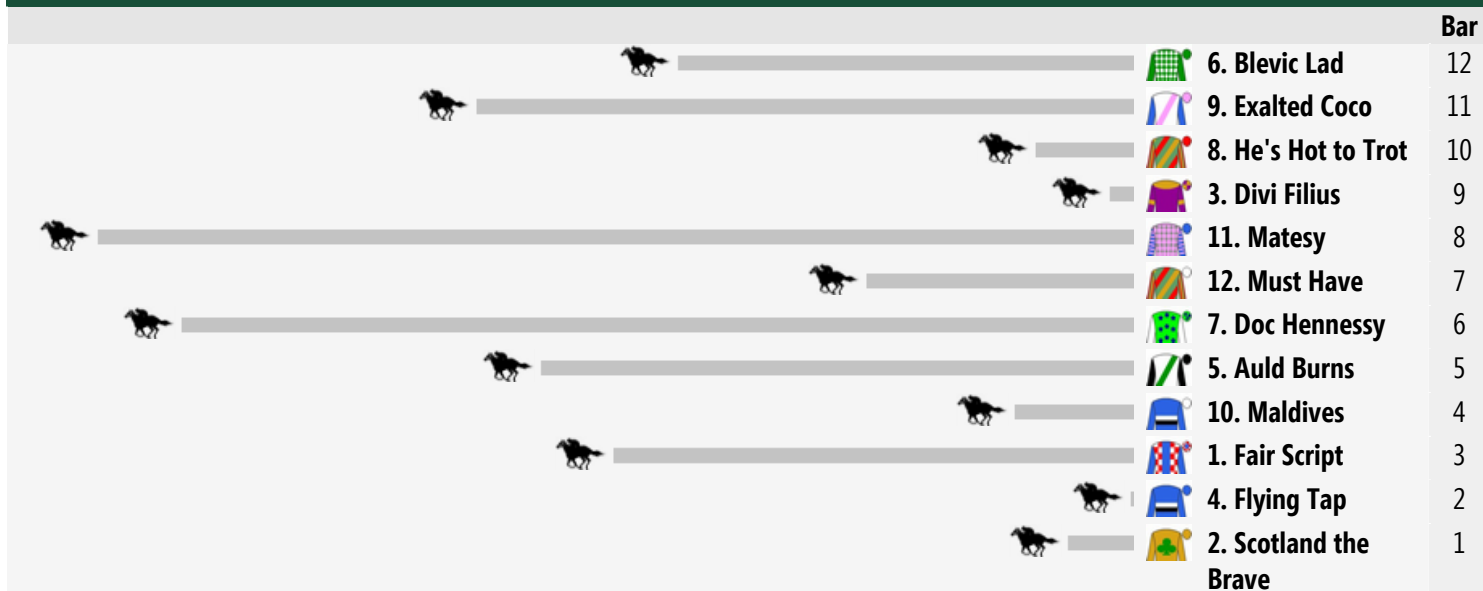 Bar
6. Blevic Lad 12
9. Exalted Coco 11
8. He's Hot to Trot 10
3. Divi Filius 9
11. Matesy 8
12. Must Have 7
7. Doc Hennessy 6
5. Auld Burns 5
10. Maldives 4
1. Fair Script 3
4. Flying Tap 2
2. Scotland the 1
Brave